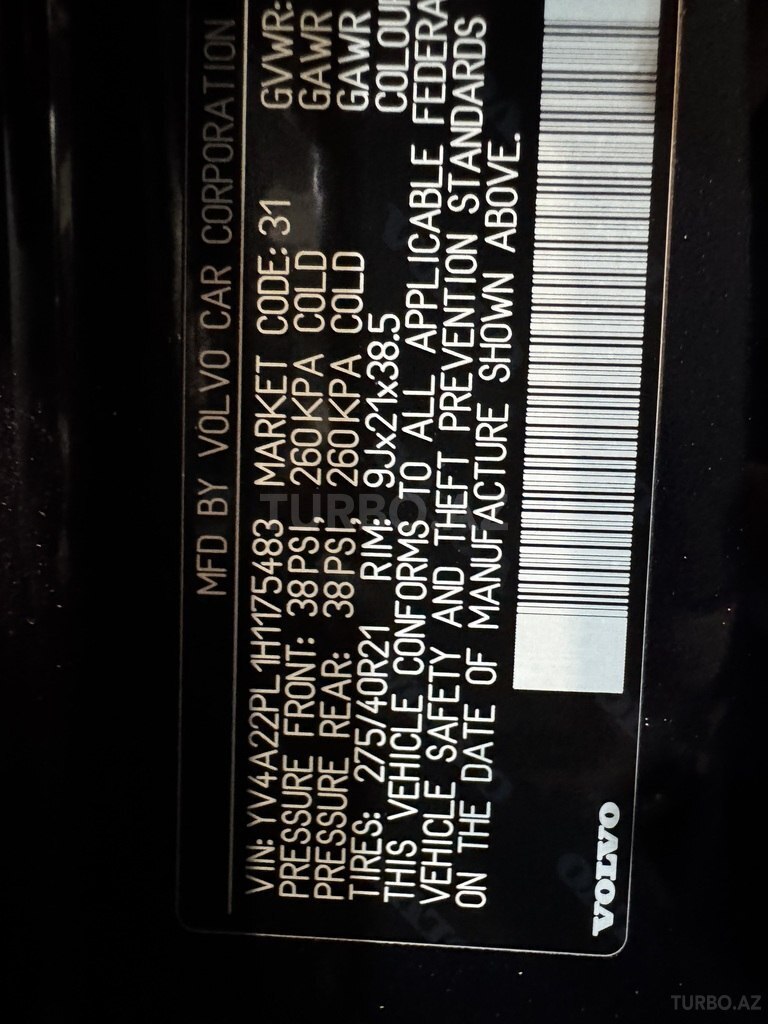 MFD BY VOLVO CAR CORPORATION
VIN: YV4A22PL1H1175483 MARKET CODE: 31 GVWR:
PRESSURE FRONT: 38 PSI, 260 KPA COLD GAWR
PRESSURE REAR: 38 PSI, 260 KPA COLD GAWR
TIRES: 275/40R21 RIM: 9Jx21x38.5 COLOU
THIS VEHICLE CONFORMS TO ALL APPLICABLE FEDERA
VEHICLE SAFETY AND THEFT PREVENTION STANDARDS
ON THE DATE OF MANUFACTURE SHOWN ABOVE.
VOLVO
TURBO.AZ
TURBO.AZ